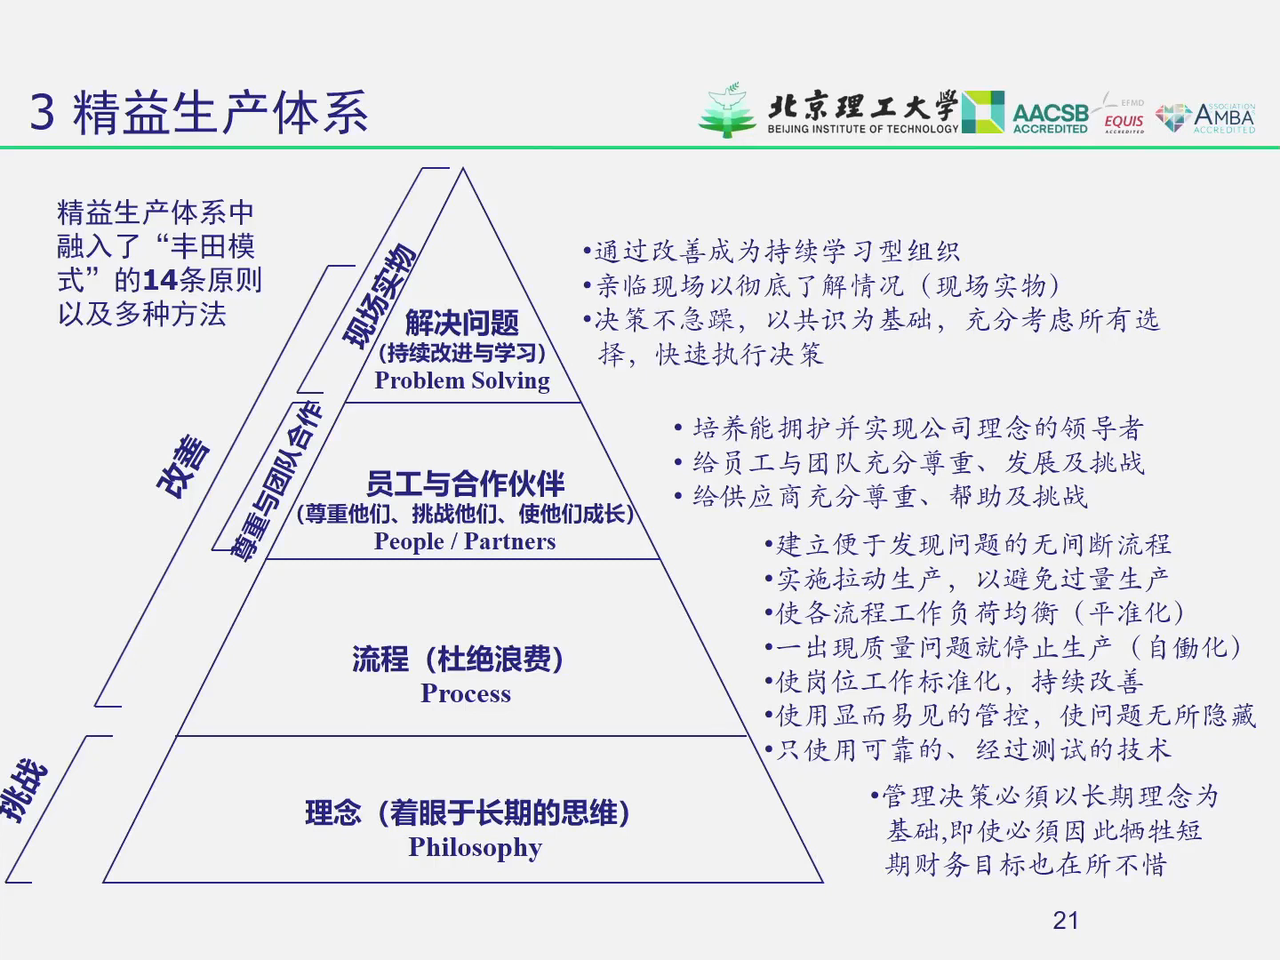 3 精益生产体系
北京理工大學
BEIJING INSTITUTE OF TECHNOLOGY
AACSB
ACCREDITED
EFMD
EQUIS
ACCREDITED
ASSOCIATION
AMBA
ACCREDITED
精益生产体系中
融入了“丰田模
式”的14条原则
以及多种方法
现场实物
解决问题
(持续改进与学习)
Problem Solving
•通过改善成为持续学习型组织
•亲临现场以彻底了解情况（现场实物）
•决策不急躁，以共识为基础，充分考虑所有选
择，快速执行决策
改善
尊重与团队合作
员工与合作伙伴
(尊重他们、挑战他们、使他们成长)
People / Partners
• 培养能拥护并实现公司理念的领导者
• 给员工与团队充分尊重、发展及挑战
• 给供应商充分尊重、帮助及挑战
流程（杜绝浪费）
Process
•建立便于发现问题的无间断流程
•实施拉动生产，以避免过量生产
•使各流程工作负荷均衡（平准化）
•一出現质量问题就停止生产（自働化）
•使岗位工作标准化，持续改善
•使用显而易见的管控，使问题无所隐藏
•只使用可靠的、经过测试的技术
挑战
理念（着眼于长期的思维）
Philosophy
•管理决策必須以长期理念为
基础,即使必須因此牺牲短
期财务目标也在所不惜
21